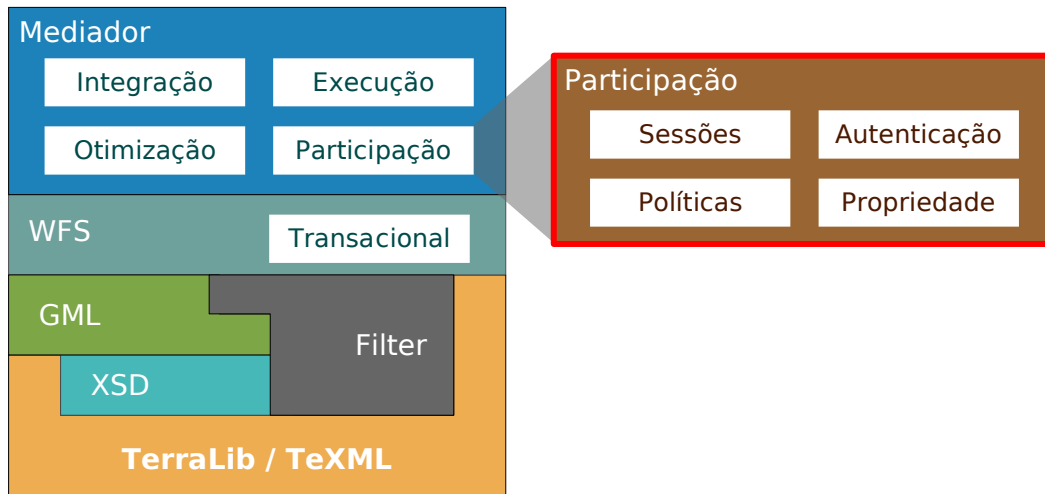 Mediador
Integração
Execução
Otimização
Participação
WFS
Transacional
GML
Filter
XSD
TerraLib / TeXML
Participação
Sessões
Autenticação
Políticas
Propriedade